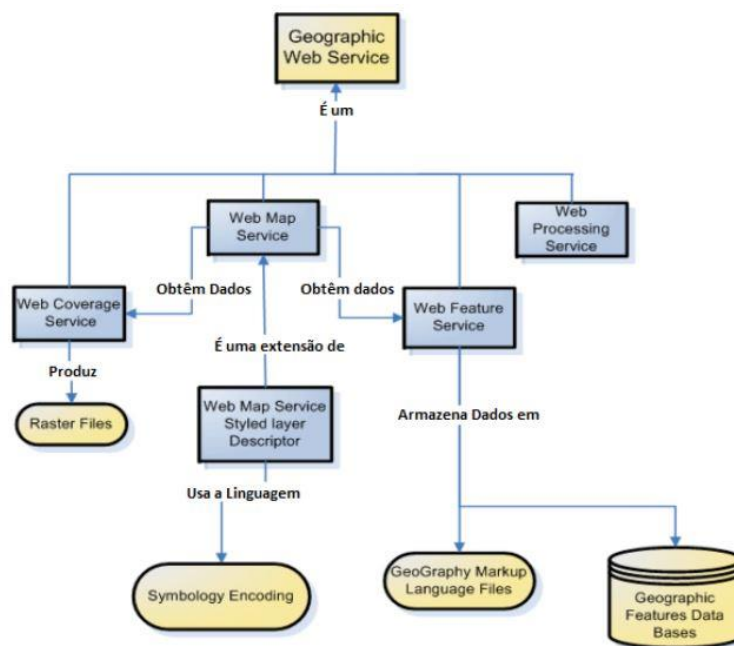 Geographic
Web Service
É um
Web Map
Service
Web
Processing
Service
Obtêm Dados
Obtêm dados
Web Coverage
Service
Web Feature
Service
É uma extensão de
Produz
Raster Files
Web Map Service
Styled layer
Descriptor
Armazena Dados em
Usa a Linguagem
Symbology Encoding
GeoGraphy Markup
Language Files
Geographic
Features Data
Bases